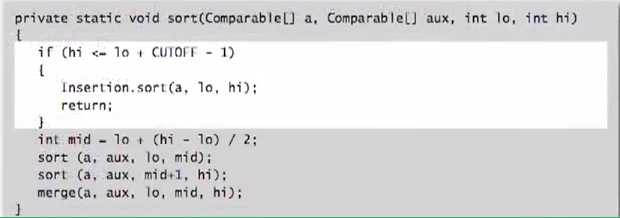 private static void sort(Comparable[] a, Comparable[] aux, int lo, int hi)
{
if (hi <= lo + CUTOFF - 1)
{
Insertion.sort(a, lo, hi);
return;
}
int mid = lo + (hi - lo) / 2;
sort (a, aux, lo, mid);
sort (a, aux, mid+1, hi);
merge(a, aux, lo, mid, hi);
}